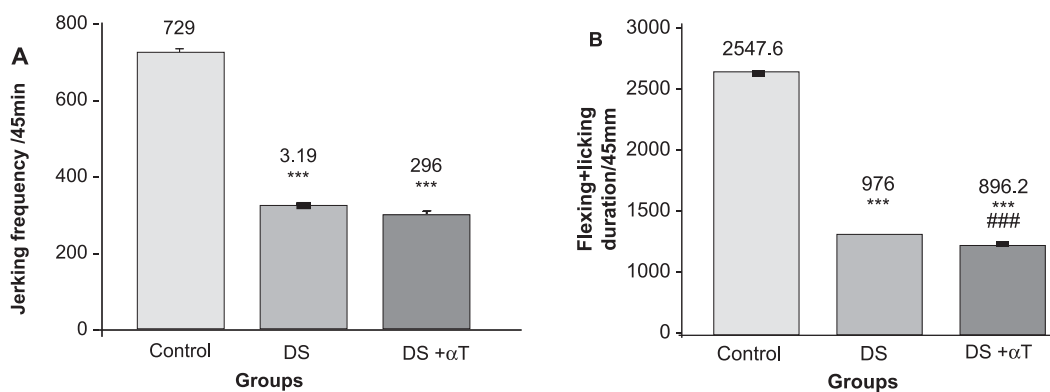 A
Jerking frequency /45min
800
600
400
200
0
729
3.19
***
296
***
Control
DS
DS +αT
Groups
B
Flexing+licking
duration/45mm
3000
2500
2000
1500
1000
0
2547.6
976
***
896.2
***
###
Control
DS
DS +αT
Groups